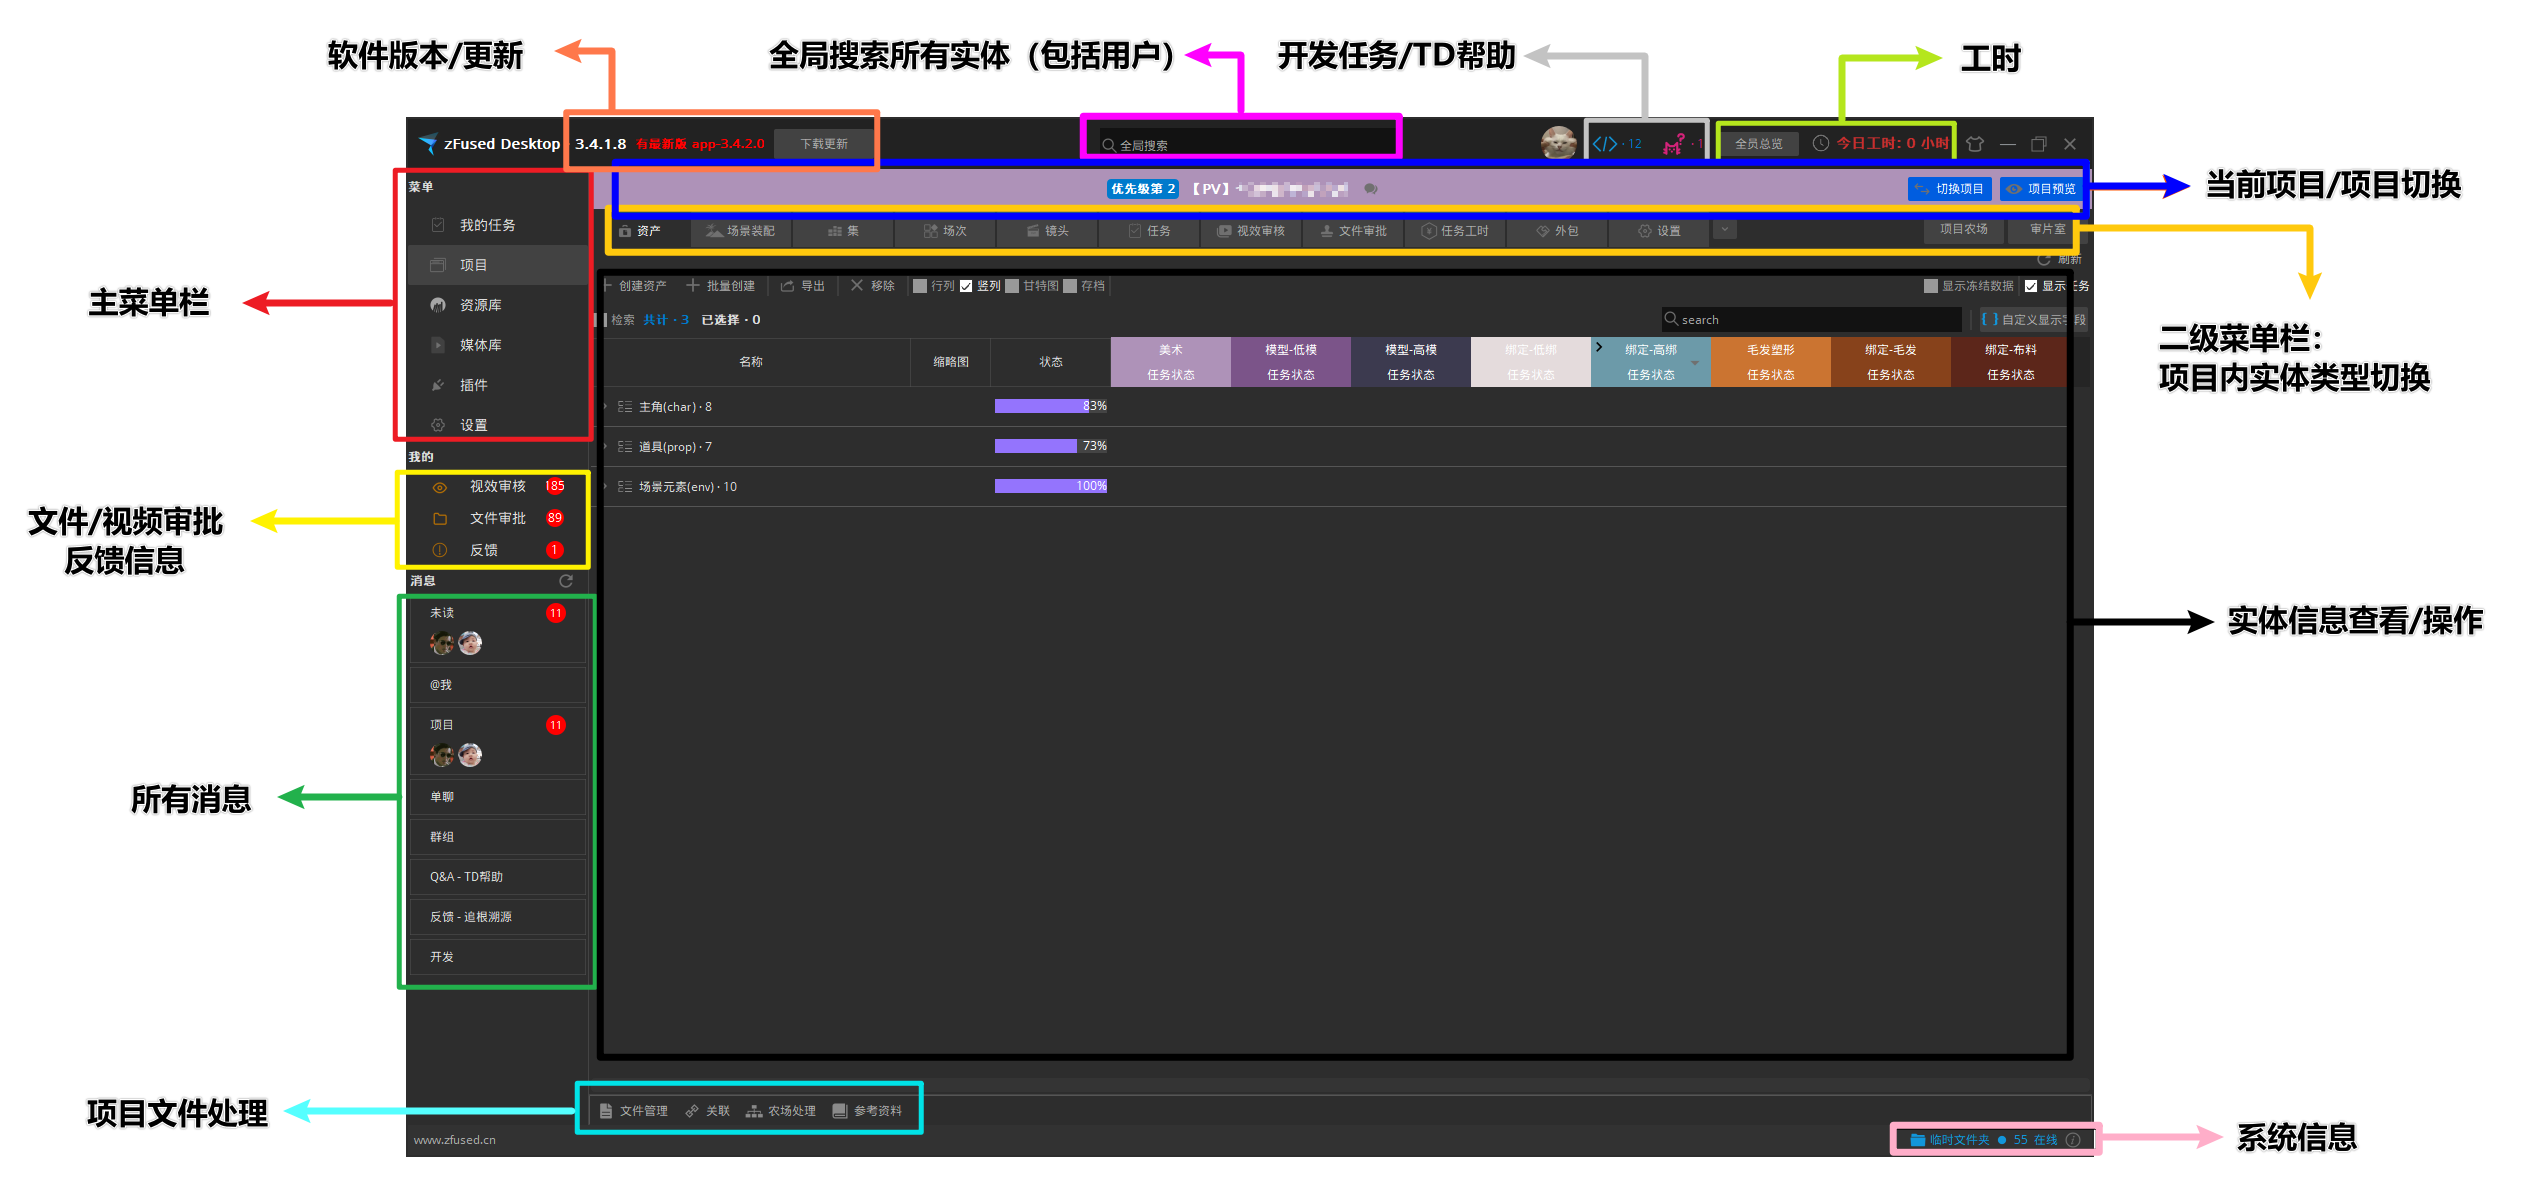 软件版本/更新
全局搜索所有实体（包括用户）
开发任务/TD帮助
工时
zFused Desktop 3.4.1.8 有最新版 app-3.4.2.0 下载更新
全局搜索
· 12
· 1
全员总览
今日工时: 0 小时
优先级第 2 【PV】
切换项目
项目预览
当前项目/项目切换
菜单
我的任务
项目
资源库
媒体库
插件
设置
主菜单栏
资产 场景装配 集 场次 镜头 任务 视效审核 文件审批 任务工时 外包 设置
项目农场 审片室
刷新
二级菜单栏：
项目内实体类型切换
创建资产 批量创建 导出 移除 行列 竖列 甘特图 存档
显示冻结数据 显示任务
检索 共计 · 3 已选择 · 0
search
自定义显示字段
名称 缩略图 状态
美术 模型-低模 模型-高模 绑定-低绑 绑定-高绑 毛发塑形 绑定-毛发 绑定-布料
任务状态 任务状态 任务状态 任务状态 任务状态 任务状态 任务状态 任务状态
主角(char) · 8 83%
道具(prop) · 7 73%
场景元素(env) · 10 100%
我的
视效审核 185
文件审批 89
反馈 1
文件/视频审批
反馈信息
消息
未读 11
@我
项目 11
单聊
群组
Q&A - TD帮助
反馈 - 追根溯源
开发
所有消息
实体信息查看/操作
文件管理 关联 农场处理 参考资料
项目文件处理
www.zfused.cn
临时文件夹 55 在线
系统信息